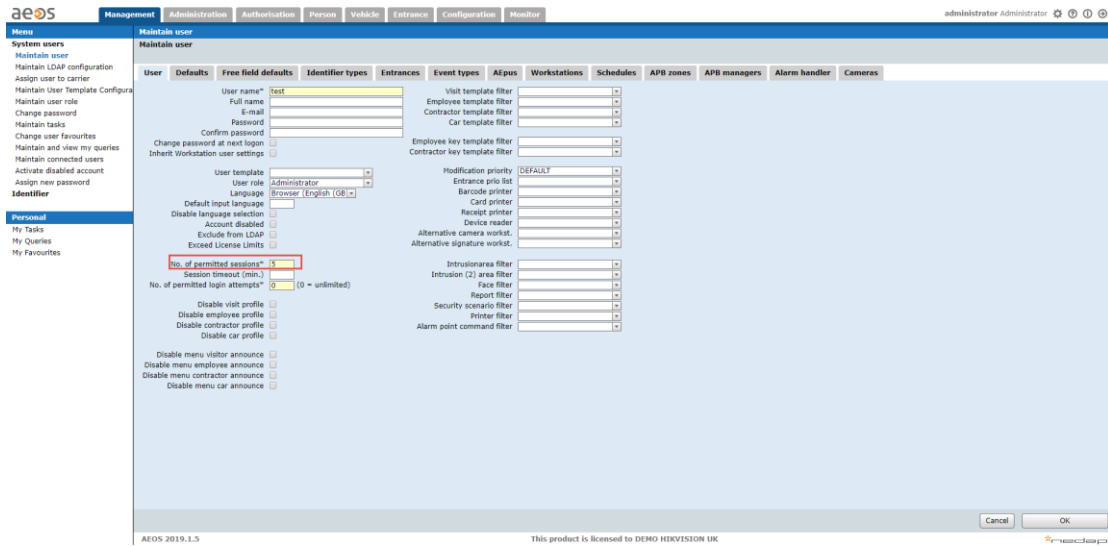 aeos
Management Administration Authorisation Person Vehicle Entrance Configuration Monitor
administrator Administrator
Menu
System users
Maintain user
Maintain LDAP configuration
Assign user to carrier
Maintain User Template Configura
Maintain user role
Change password
Maintain tasks
Change user favourites
Maintain and view my queries
Maintain connected users
Activate disabled account
Assign new password
Identifier
Personal
My Tasks
My Queries
My Favourites
Maintain user
Maintain user
User Defaults Free field defaults Identifier types Entrances Event types AEpus Workstations Schedules APB zones APB managers Alarm handler Cameras
User name* test
Full name
E-mail
Password
Confirm password
Change password at next logon
Inherit Workstation user settings
User template
User role Administrator
Language Browser (English (GB)
Default input language
Disable language selection
Account disabled
Exclude from LDAP
Exceed License Limits
No. of permitted sessions* 5
Session timeout (min.)
No. of permitted login attempts* 0 (0 = unlimited)
Disable visit profile
Disable employee profile
Disable contractor profile
Disable car profile
Disable menu visitor announce
Disable menu employee announce
Disable menu contractor announce
Disable menu car announce
Visit template filter
Employee template filter
Contractor template filter
Car template filter
Employee key template filter
Contractor key template filter
Modification priority DEFAULT
Entrance prio list
Barcode printer
Card printer
Receipt printer
Device reader
Alternative camera workst.
Alternative signature workst.
Intrusionarea filter
Intrusion (2) area filter
Face filter
Report filter
Security scenario filter
Printer filter
Alarm point command filter
Cancel OK
AEOS 2019.1.5 This product is licensed to DEMO HIKVISION UK nedap